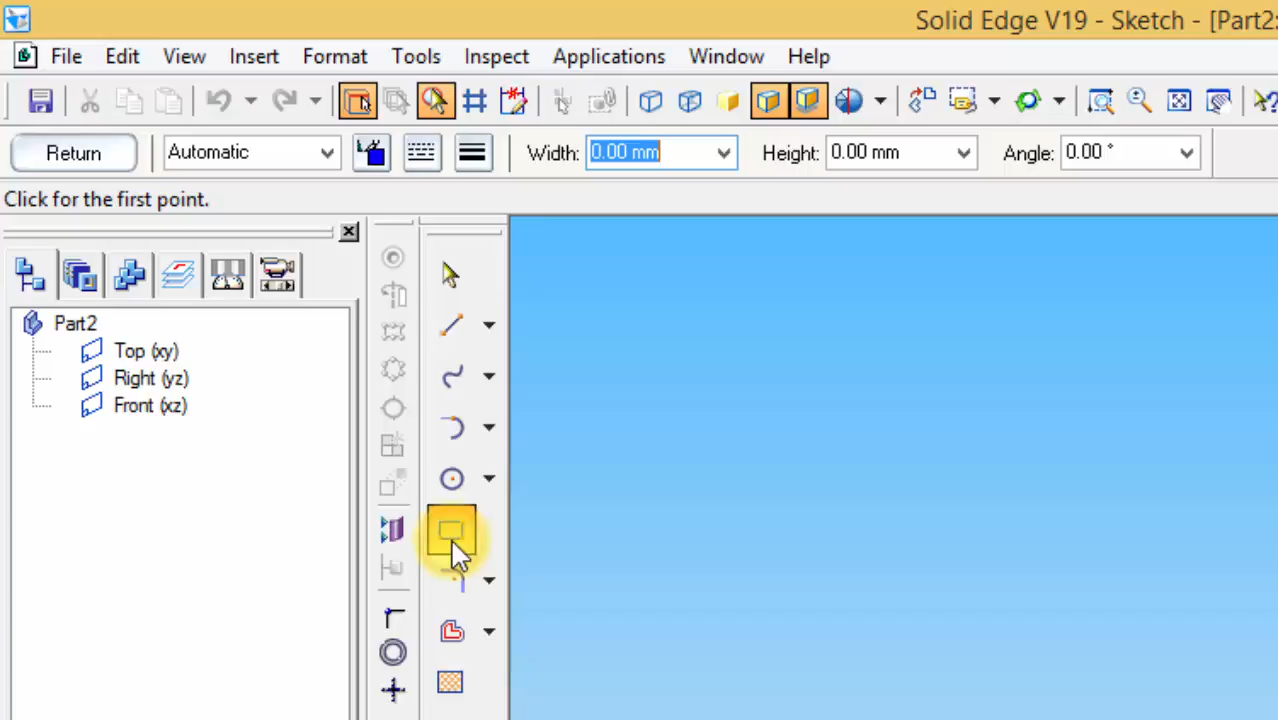 Solid Edge V19 - Sketch - [Part2:
File Edit View Insert Format Tools Inspect Applications Window Help
Return Automatic Width: 0.00 mm Height: 0.00 mm Angle: 0.00 °
Click for the first point.
Part2
Top (xy)
Right (yz)
Front (xz)